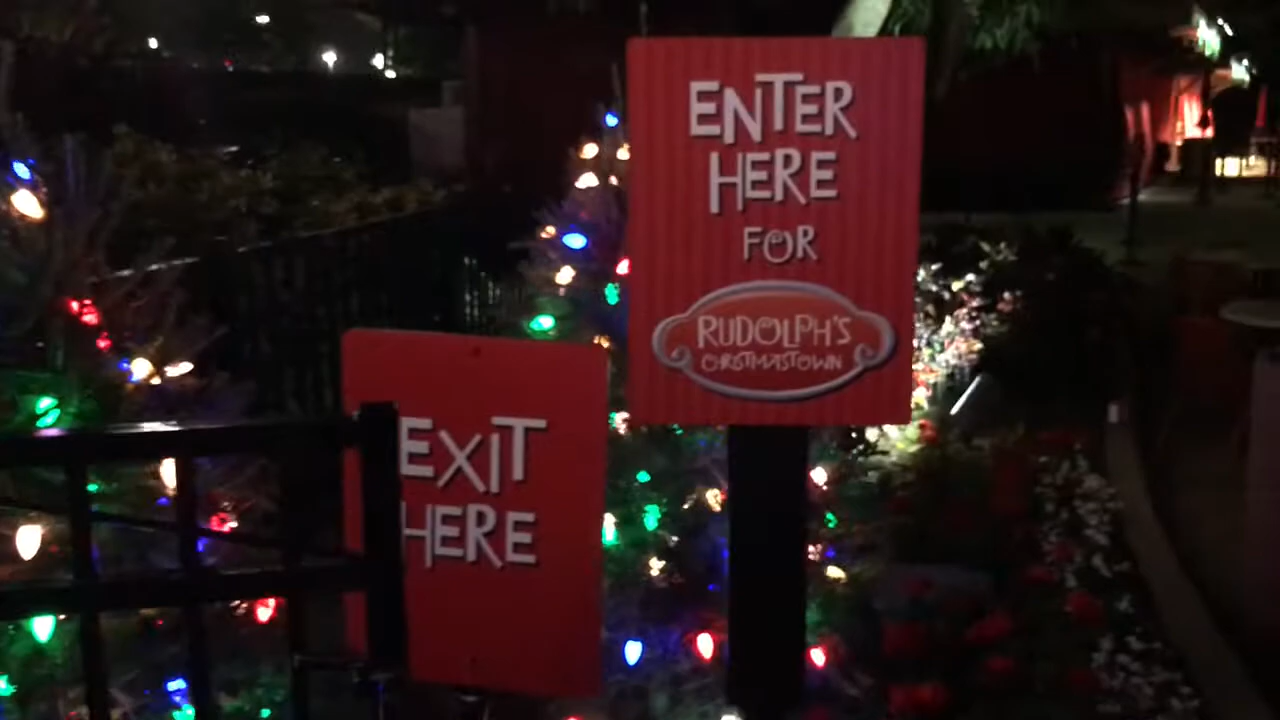 ENTER
HERE
FOR
RUDOLPH'S
CHRISTMASTOWN
EXIT
HERE